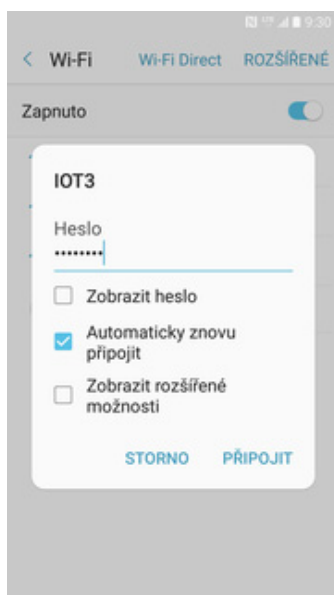 9:30
Wi-Fi Wi-Fi Direct ROZŠÍŘENÉ
Zapnuto
IOT3
Heslo
••••••••
Zobrazit heslo
Automaticky znovu
připojit
Zobrazit rozšířené
možnosti
STORNO PŘIPOJIT